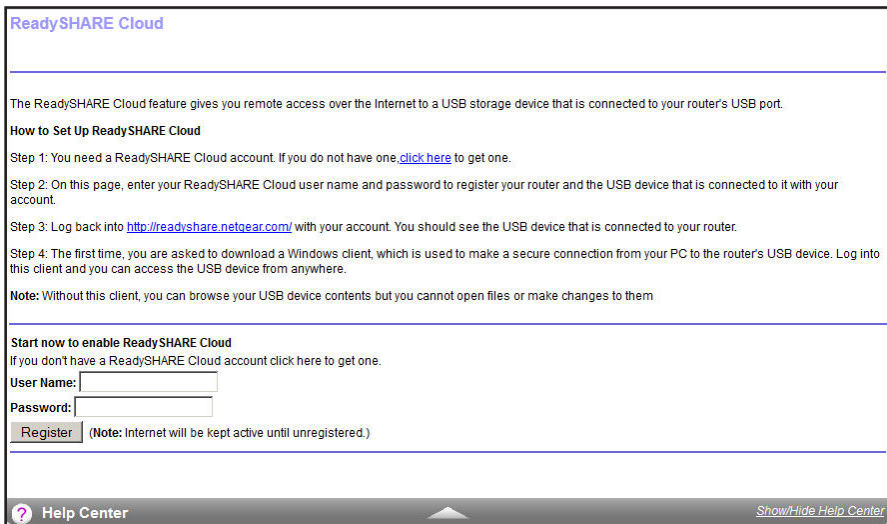 ReadySHARE Cloud
The ReadySHARE Cloud feature gives you remote access over the Internet to a USB storage device that is connected to your router's USB port.
How to Set Up ReadySHARE Cloud
Step 1: You need a ReadySHARE Cloud account. If you do not have one,click here to get one.
Step 2: On this page, enter your ReadySHARE Cloud user name and password to register your router and the USB device that is connected to it with your
account.
Step 3: Log back into http://readyshare.netgear.com/ with your account. You should see the USB device that is connected to your router.
Step 4: The first time, you are asked to download a Windows client, which is used to make a secure connection from your PC to the router's USB device. Log into
this client and you can access the USB device from anywhere.
Note: Without this client, you can browse your USB device contents but you cannot open files or make changes to them
Start now to enable ReadySHARE Cloud
If you don't have a ReadySHARE Cloud account click here to get one.
User Name:
Password:
Register (Note: Internet will be kept active until unregistered.)
? Help Center Show/Hide Help Center